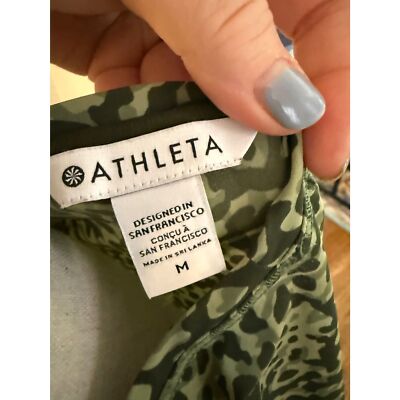 ATHLETA
DESIGNED IN
SAN FRANCISCO
CONÇU À
SAN FRANCISCO
MADE IN SRI LANKA
M